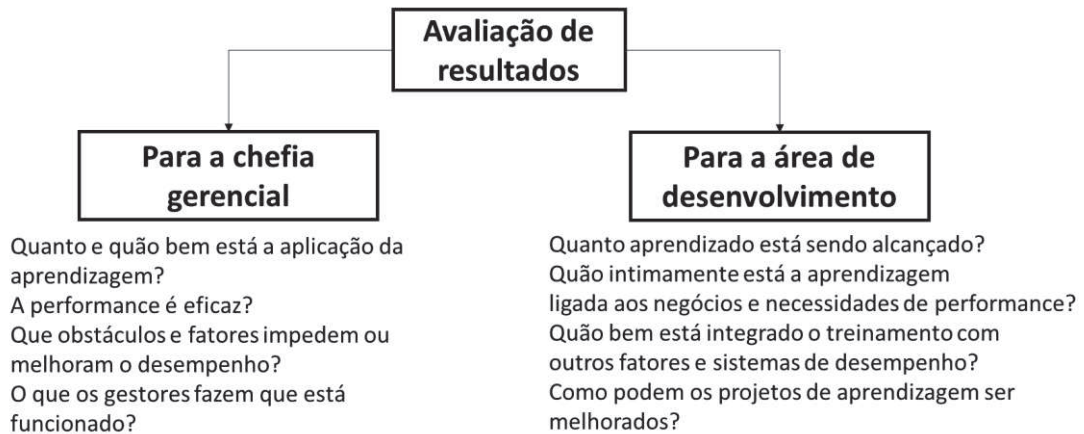 Avaliação de
resultados
Para a chefia
gerencial
Quanto e quão bem está a aplicação da
aprendizagem?
A performance é eficaz?
Que obstáculos e fatores impedem ou
melhoram o desempenho?
O que os gestores fazem que está
funcionado?
Para a área de
desenvolvimento
Quanto aprendizado está sendo alcançado?
Quão intimamente está a aprendizagem
ligada aos negócios e necessidades de performance?
Quão bem está integrado o treinamento com
outros fatores e sistemas de desempenho?
Como podem os projetos de aprendizagem ser
melhorados?